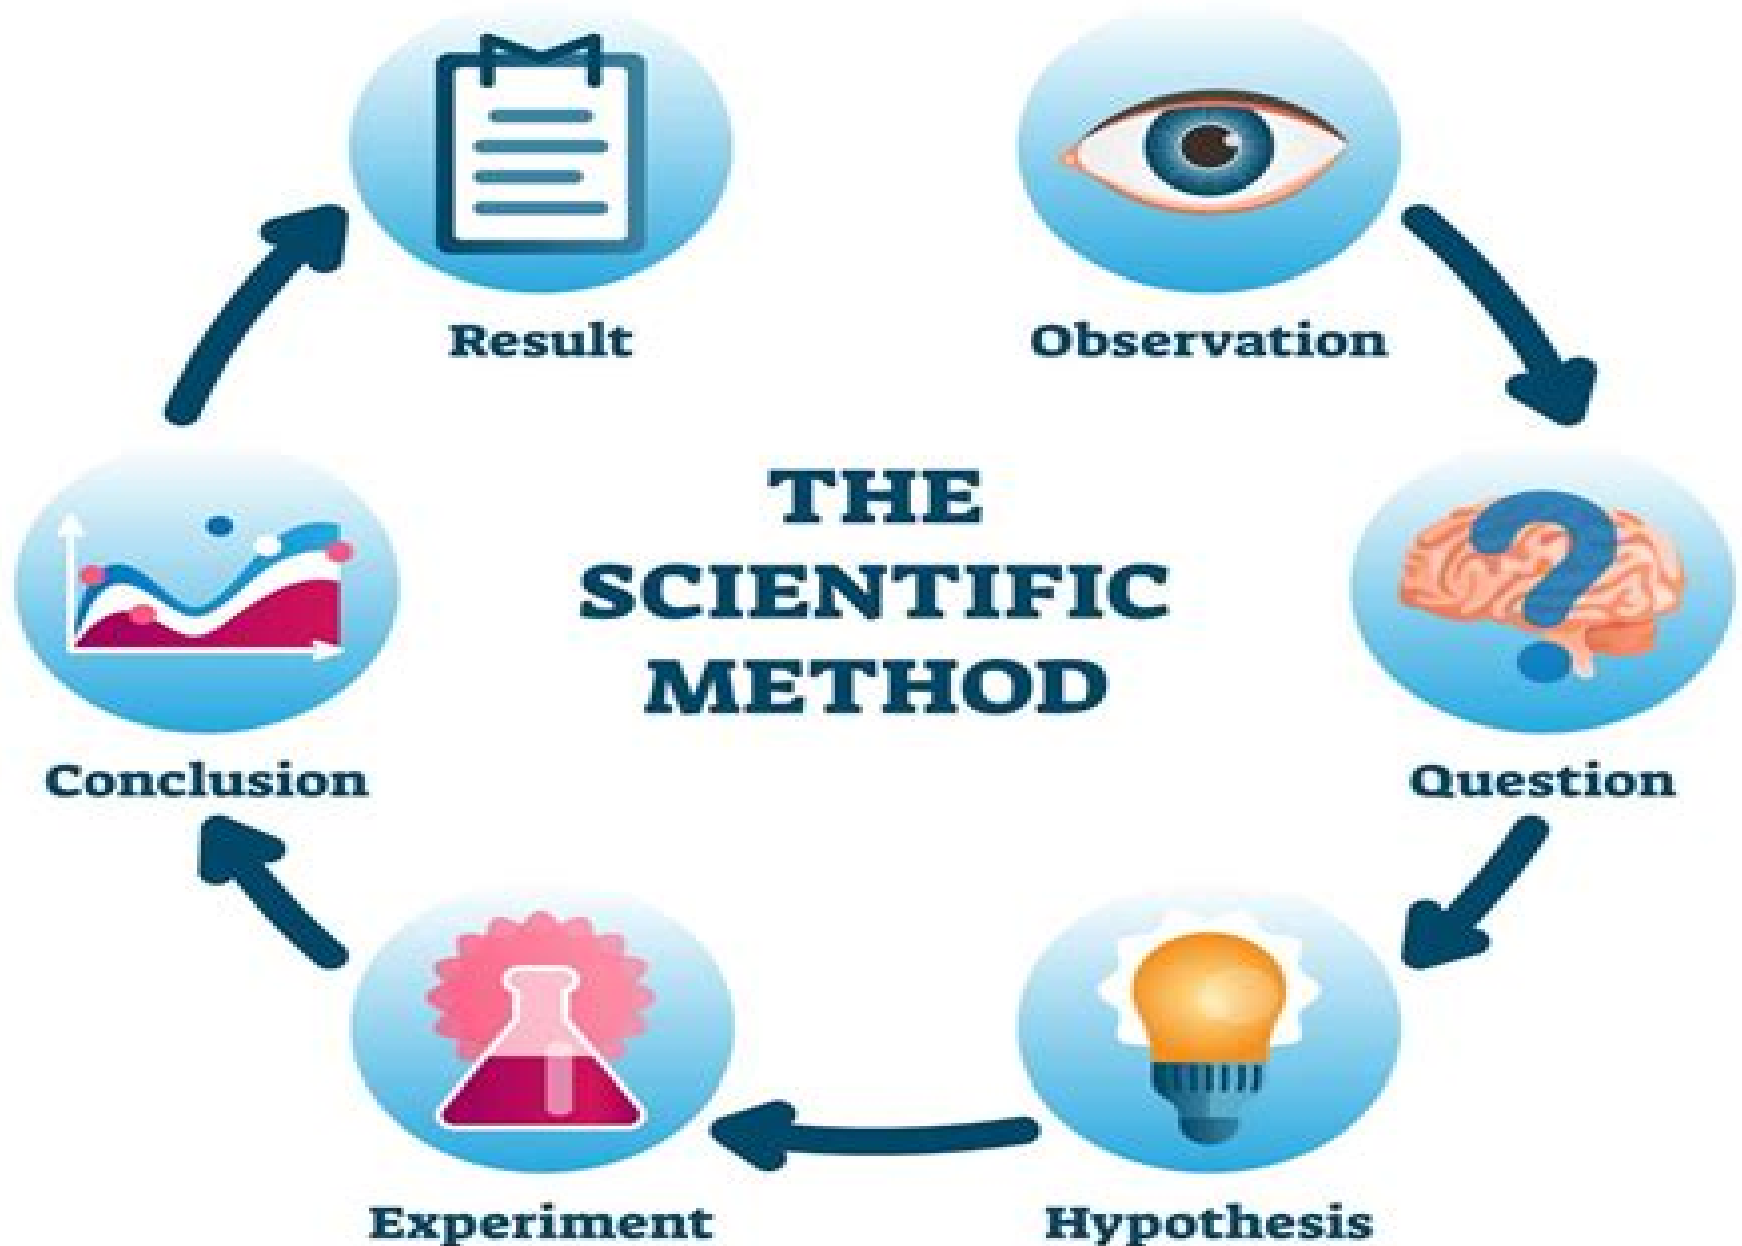 Result
Observation
THE
SCIENTIFIC
METHOD
Conclusion
Question
Experiment
Hypothesis